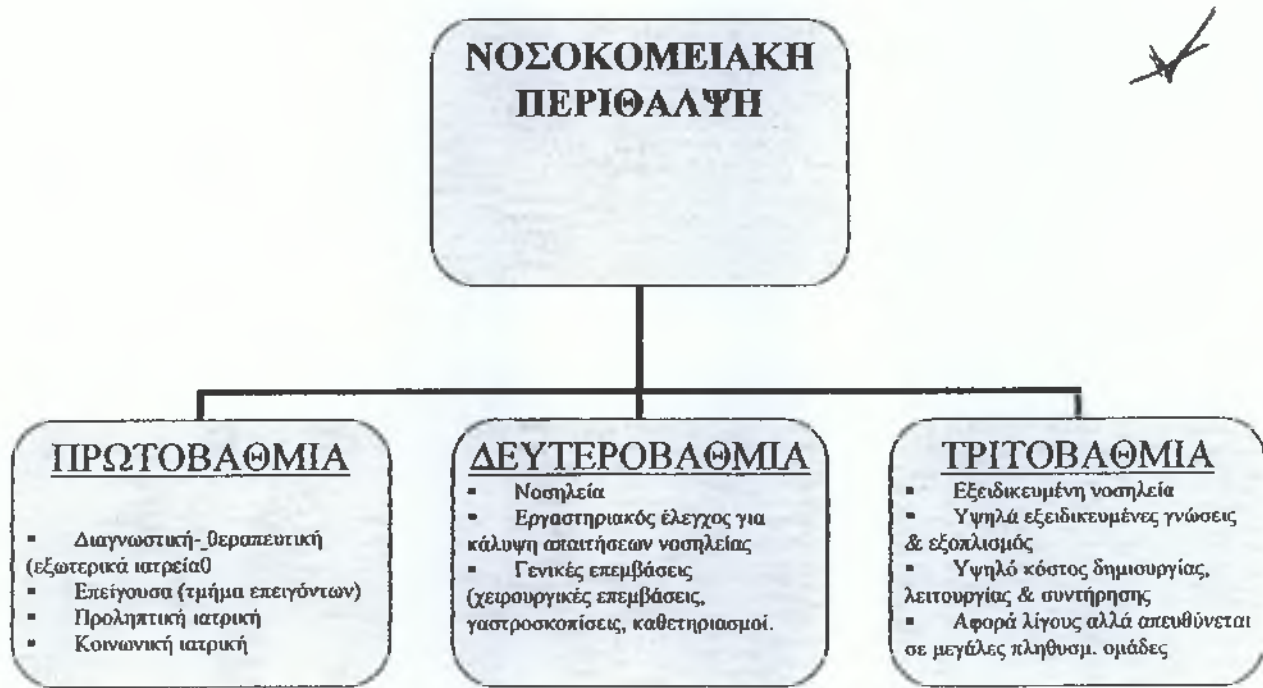 ΝΟΣΟΚΟΜΕΙΑΚΗ
ΠΕΡΙΘΑΛΨΗ
ΠΡΩΤΟΒΑΘΜΙΑ
▪ Διαγνωστική-_θεραπευτική
(εξωτερικά ιατρεία0
▪ Επείγουσα (τμήμα επειγόντων)
▪ Προληπτική ιατρική
▪ Κοινωνική ιατρική
ΔΕΥΤΕΡΟΒΑΘΜΙΑ
▪ Νοσηλεία
▪ Εργαστηριακός έλεγχος για
κάλυψη απαιτήσεων νοσηλείας
▪ Γενικές επεμβάσεις
(χειρουργικές επεμβάσεις,
γαστροσκοπίσεις, καθετηριασμοί.
ΤΡΙΤΟΒΑΘΜΙΑ
▪ Εξειδικευμένη νοσηλεία
▪ Υψηλά εξειδικευμένες γνώσεις
& εξοπλισμός
▪ Υψηλό κόστος δημιουργίας,
λειτουργίας & συντήρησης
▪ Αφορά λίγους αλλά απευθύνεται
σε μεγάλες πληθυσμ. ομάδες